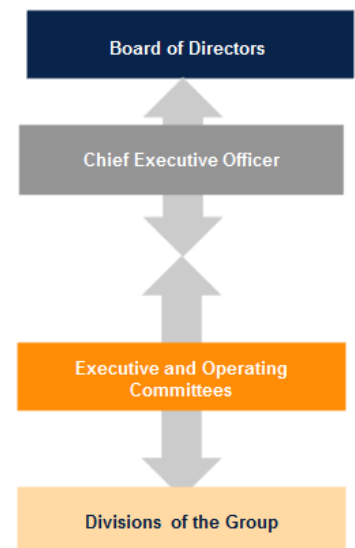 Board of Directors
Chief Executive Officer
Executive and Operating
Committees
Divisions of the Group